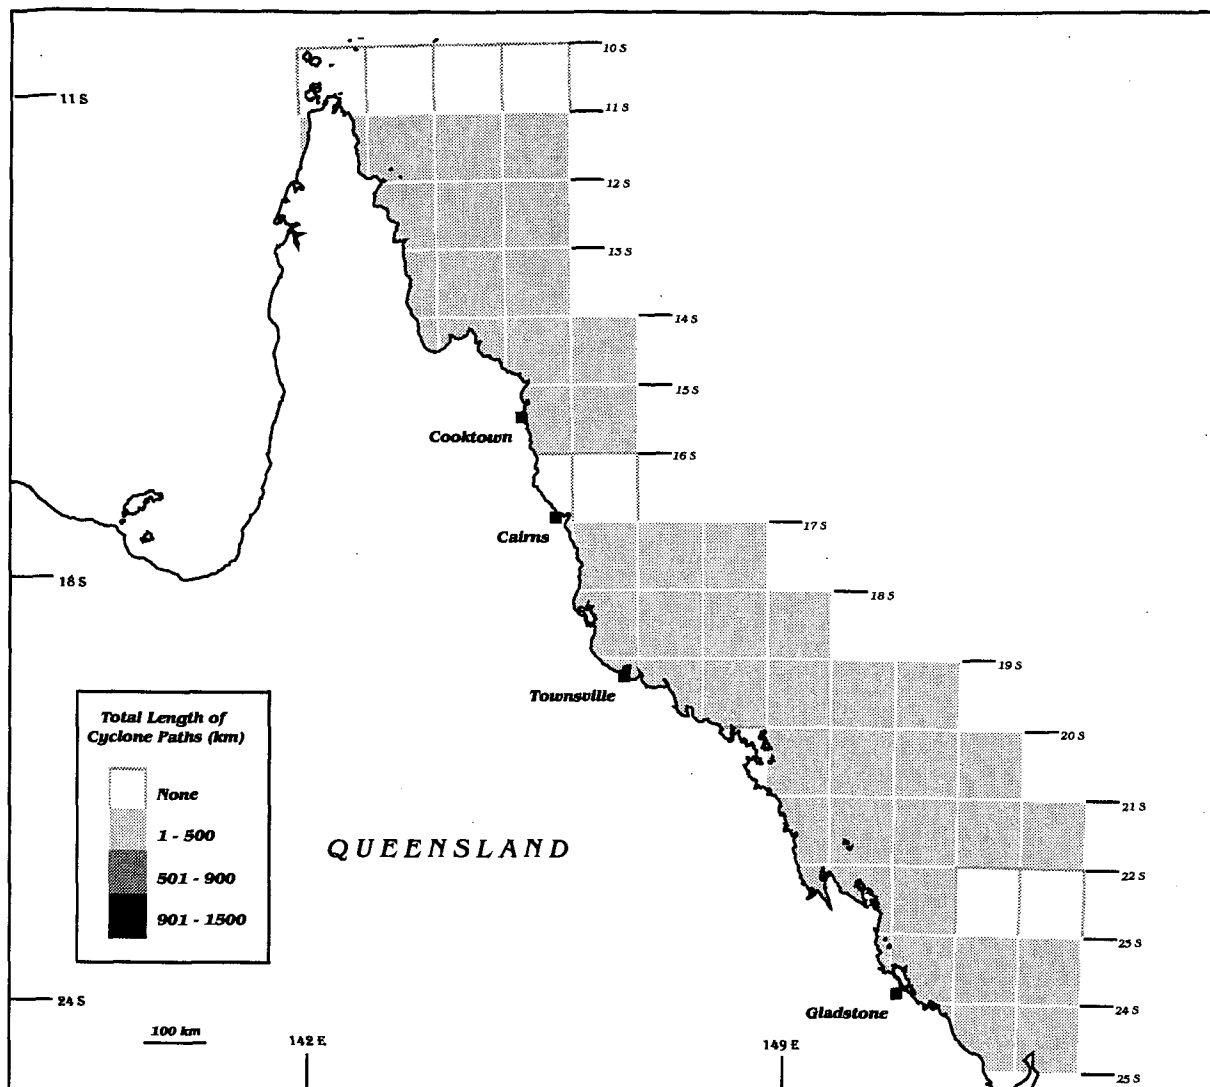 10 S
11 S
11 S
12 S
13 S
14 S
15 S
Cooktown
16 S
Cairns
17 S
18 S
18 S
19 S
Townsville
20 S
Total Length of
Cyclone Paths (km)
None
1 - 500
501 - 900
901 - 1500
21 S
QUEENSLAND
22 S
23 S
24 S
Gladstone
24 S
100 km
142 E
149 E
25 S